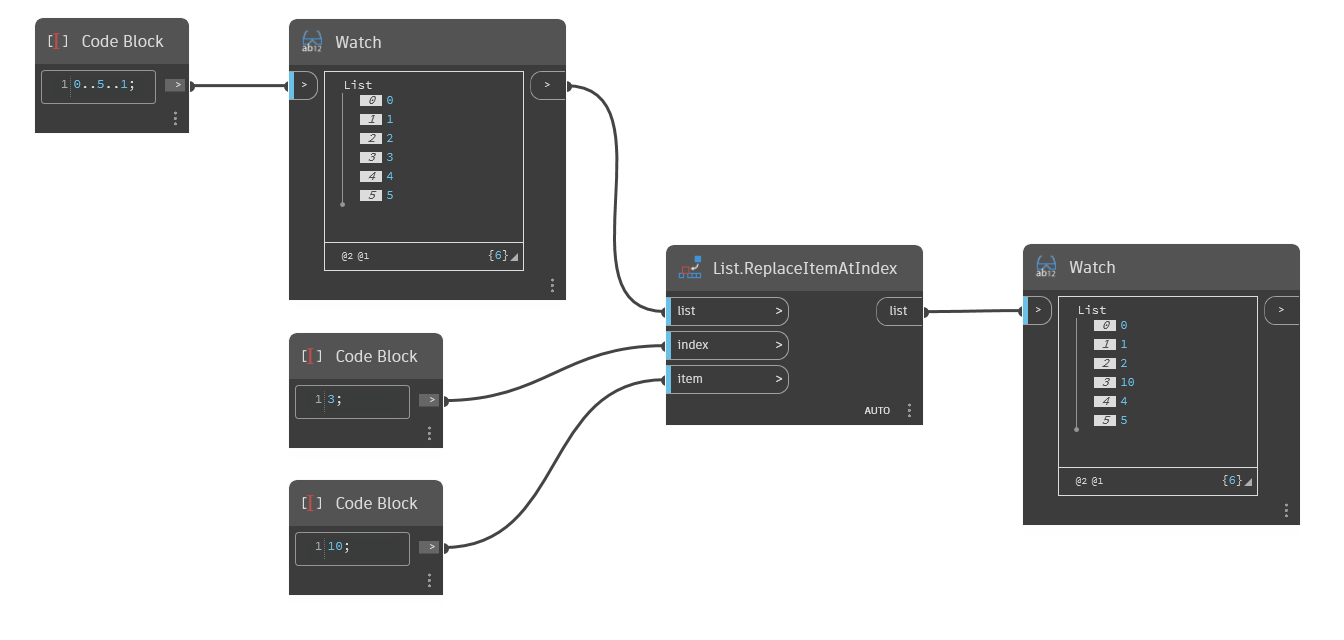 Code Block
1 0..5..1;
>
ab12
Watch
>
List
0 0
1 1
2 2
3 3
4 4
5 5
@2 @1 {6}
>
Code Block
1 3;
>
Code Block
1 10;
>
List.ReplaceItemAtIndex
list >
index >
item >
list
AUTO
ab12
Watch
>
List
0 0
1 1
2 2
3 10
4 4
5 5
@2 @1 {6}
>